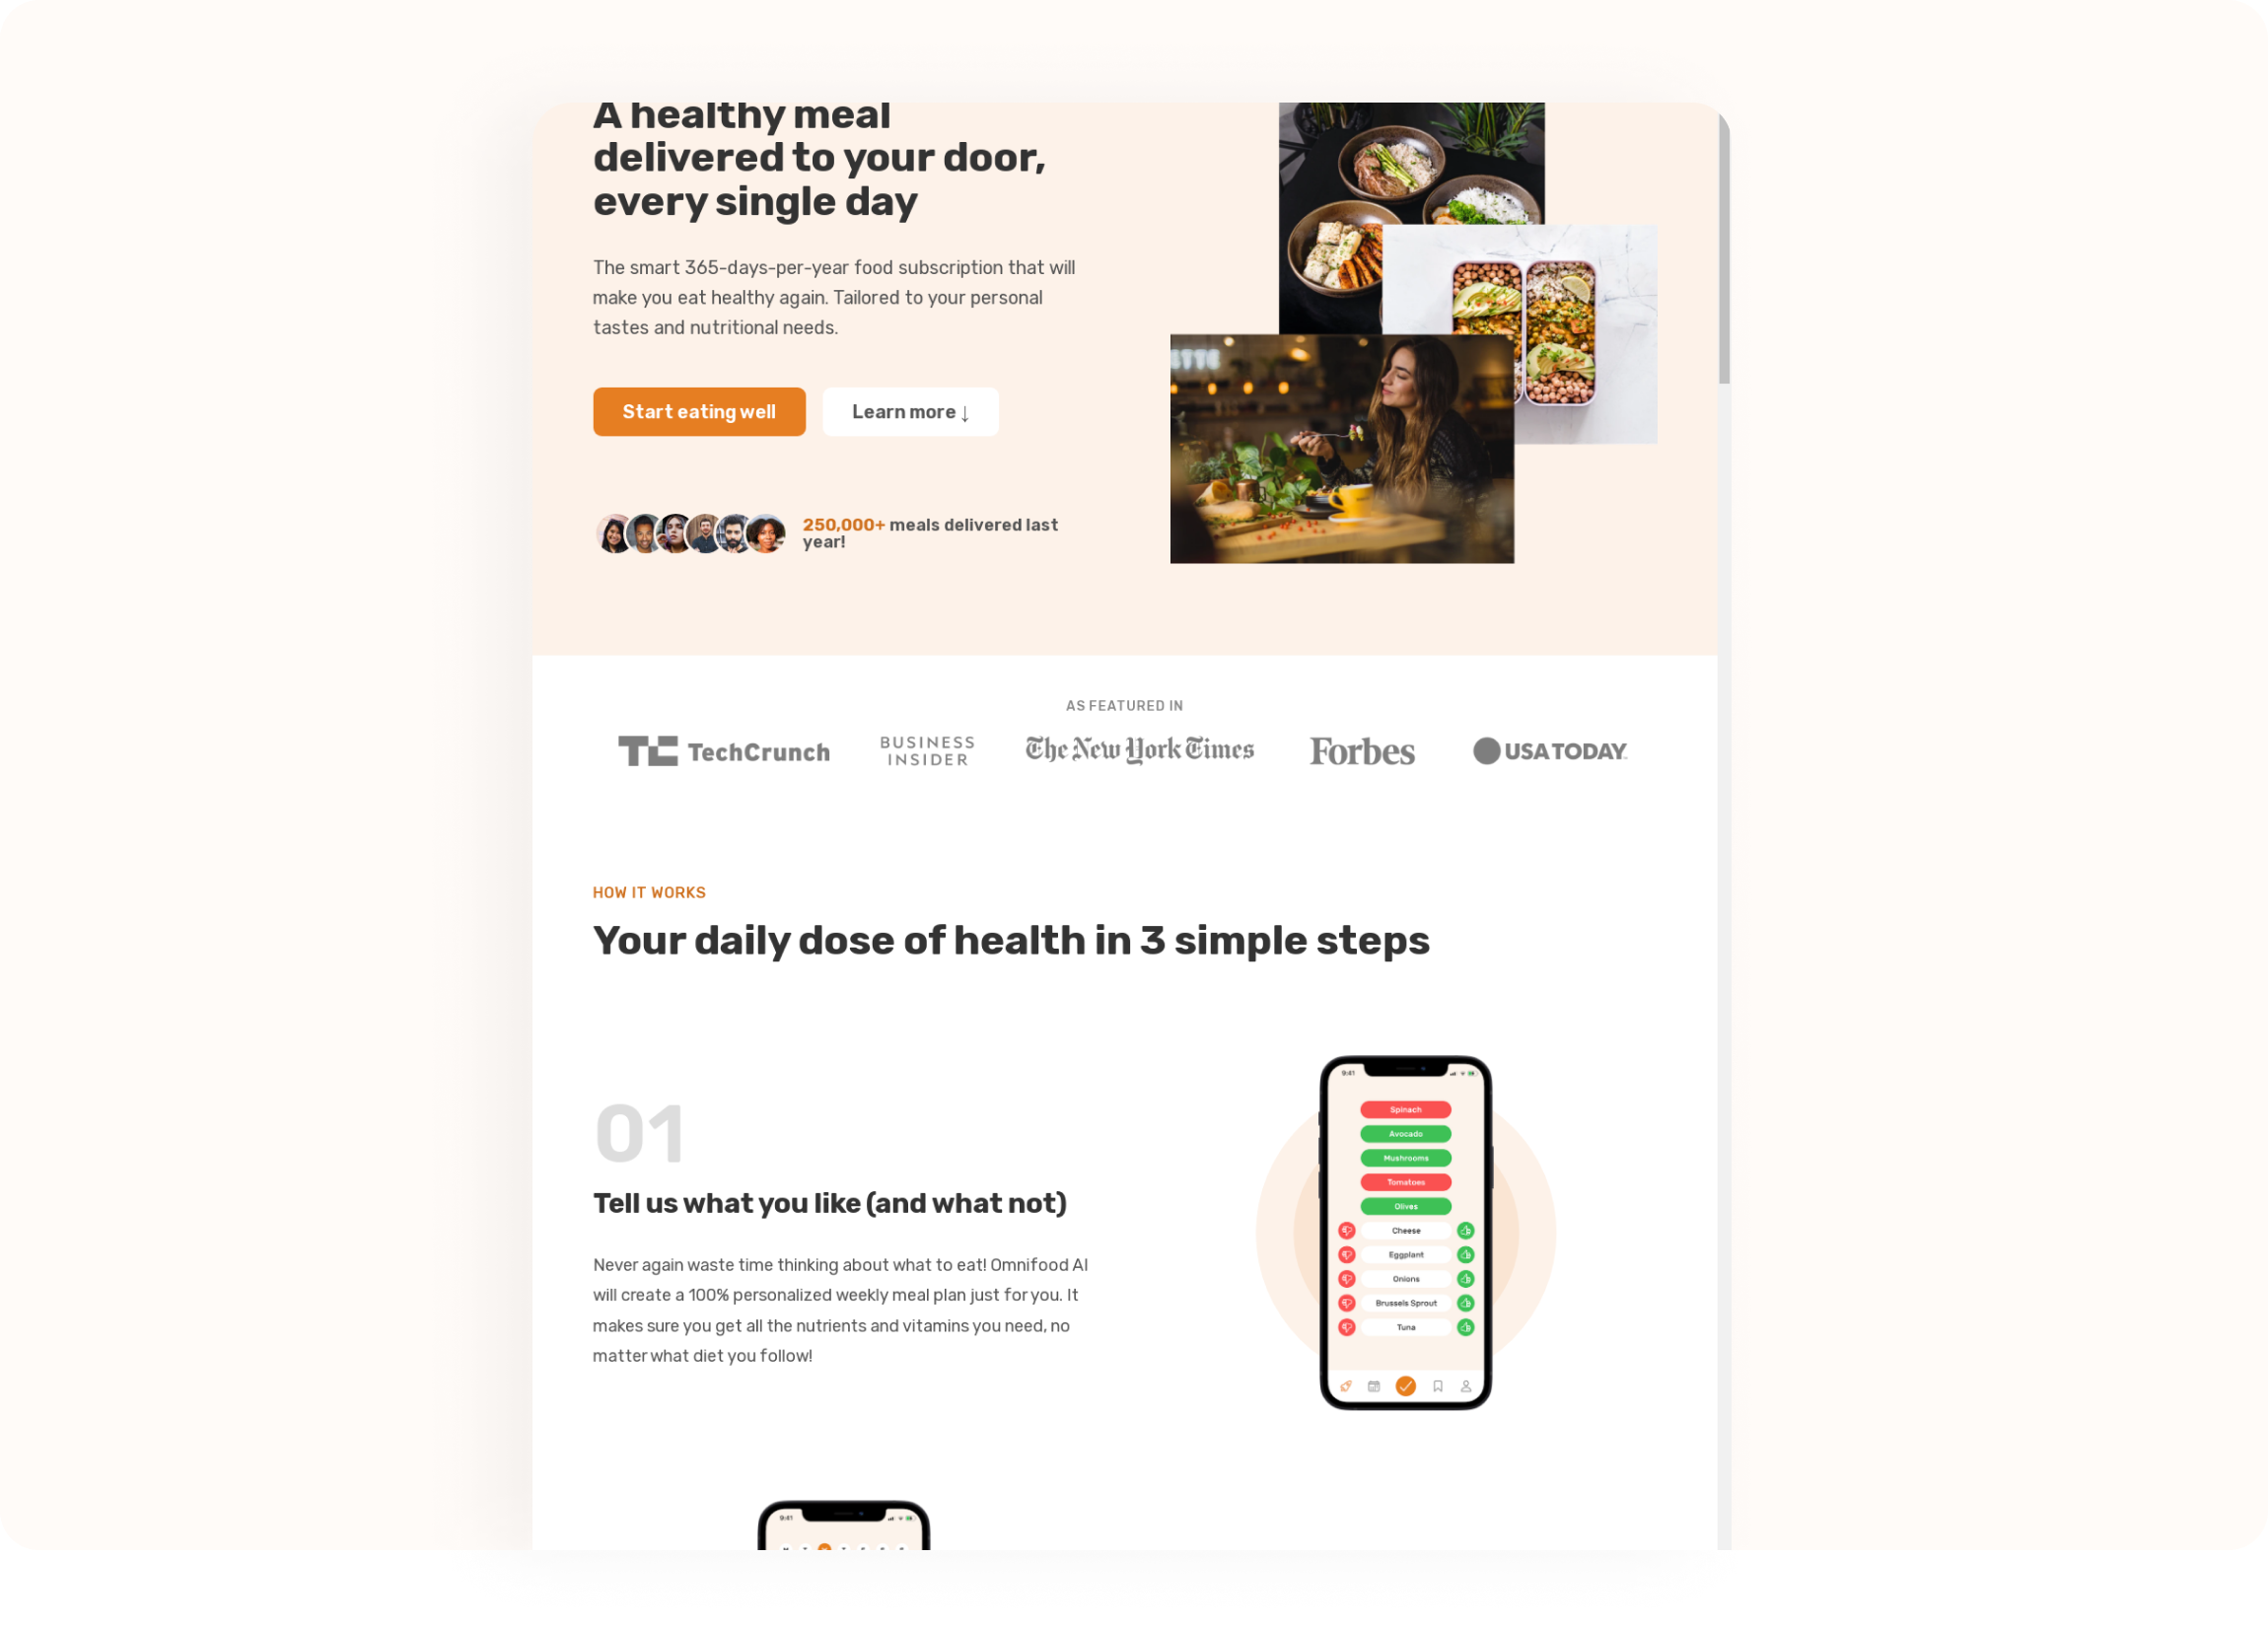 A healthy meal
delivered to your door,
every single day
The smart 365-days-per-year food subscription that will
make you eat healthy again. Tailored to your personal
tastes and nutritional needs.
Start eating well
Learn more ↓
250,000+ meals delivered last
year!
AS FEATURED IN
TechCrunch
BUSINESS
INSIDER
The New York Times
Forbes
USA TODAY
HOW IT WORKS
Your daily dose of health in 3 simple steps
01
Tell us what you like (and what not)
Never again waste time thinking about what to eat! Omnifood AI
will create a 100% personalized weekly meal plan just for you. It
makes sure you get all the nutrients and vitamins you need, no
matter what diet you follow!
9:41
Spinach
Avocado
Mushrooms
Tomatoes
Olives
Cheese
Eggplant
Onions
Brussels Sprout
Tuna
9:41